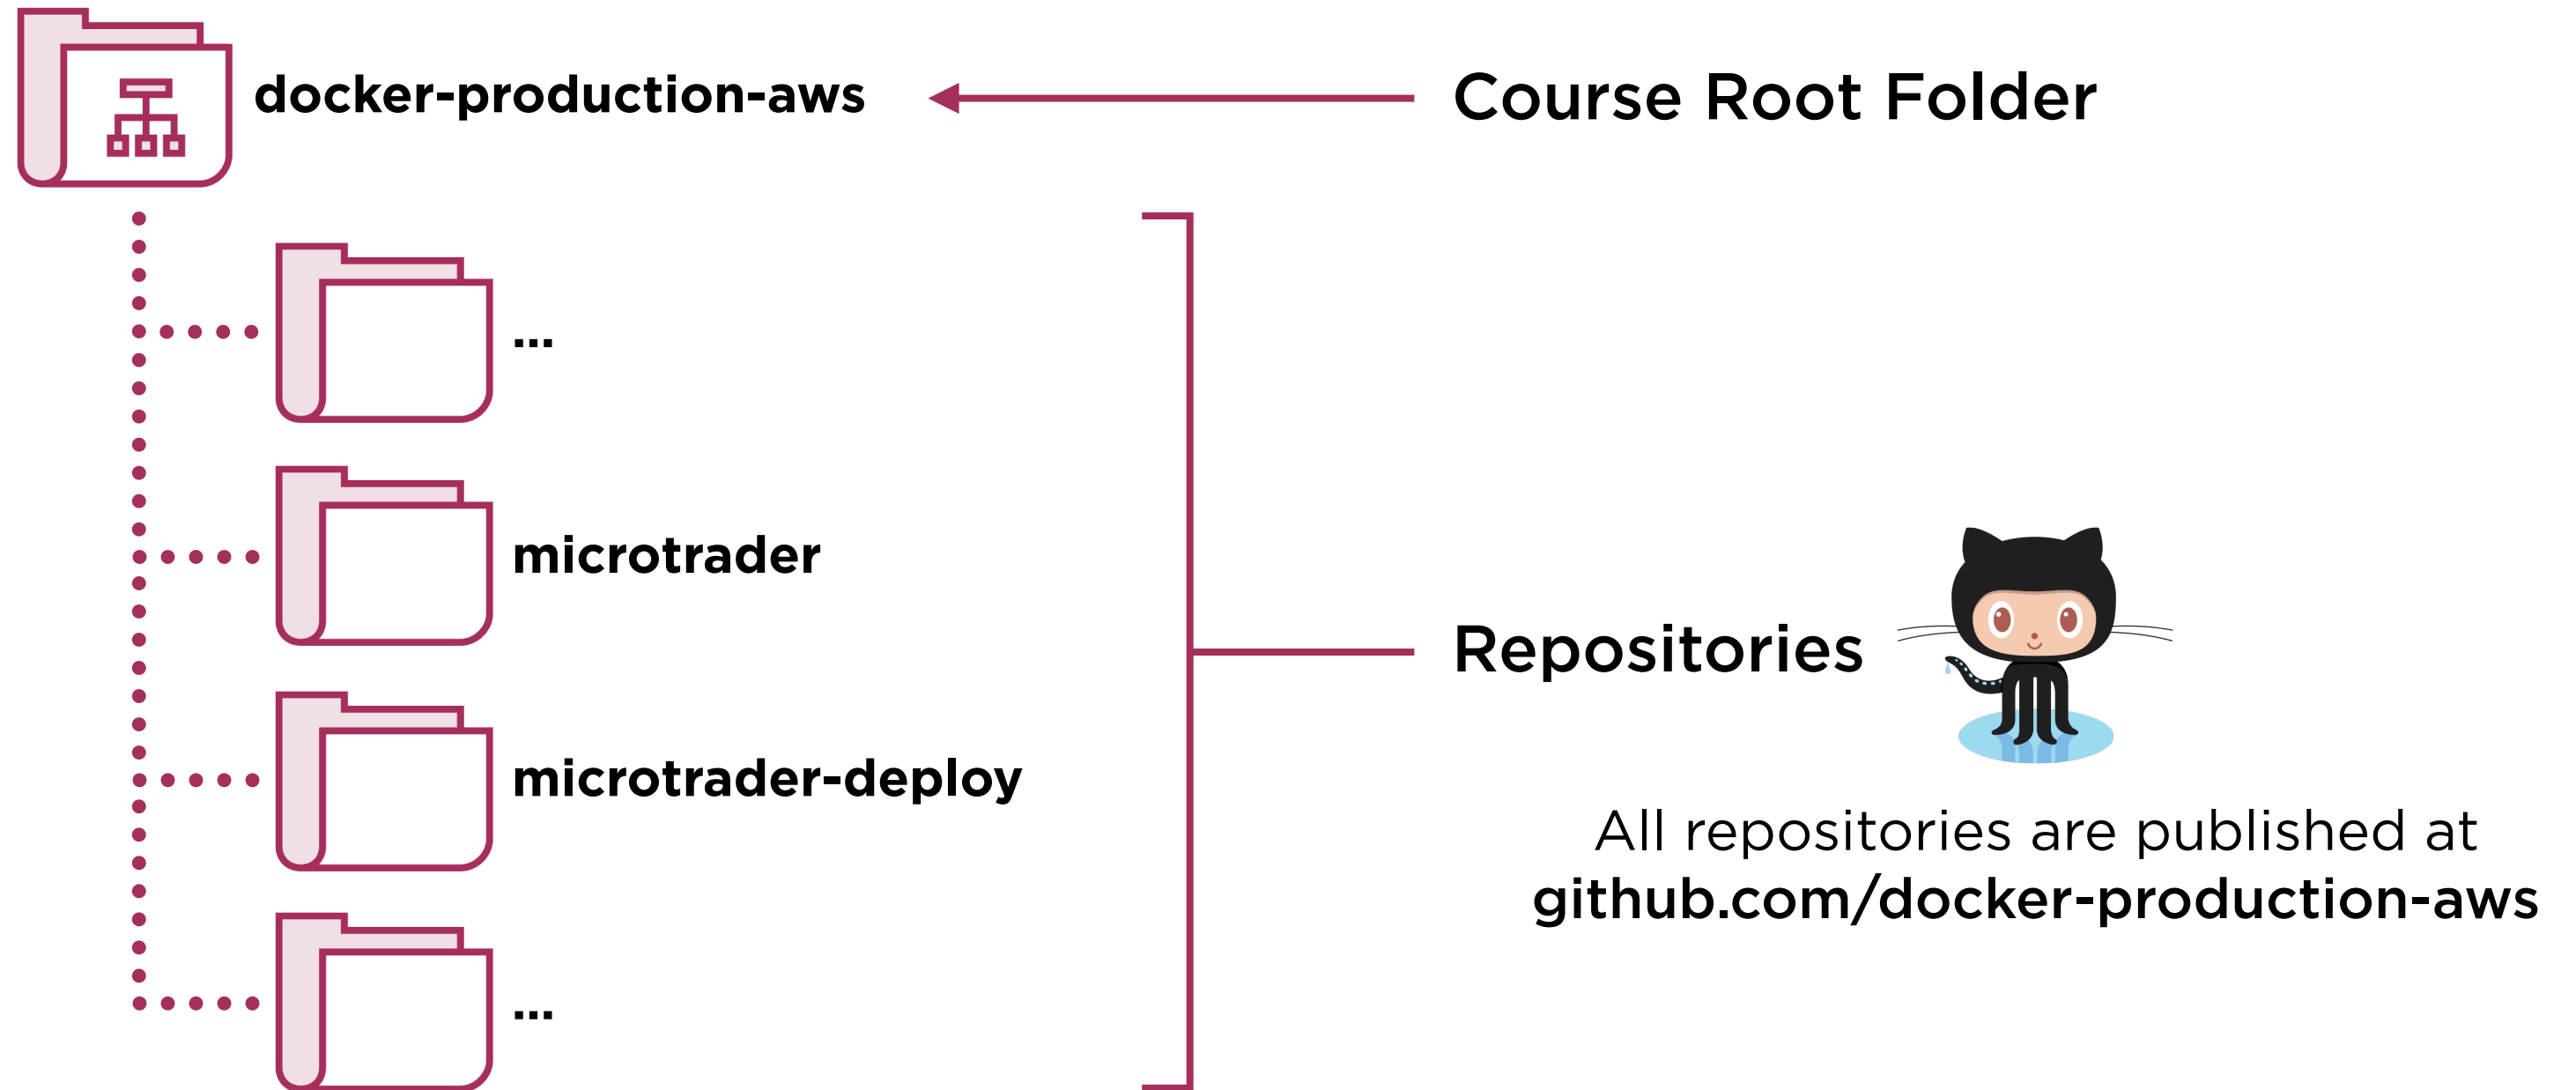 docker-production-aws
Course Root Folder
...
microtrader
Repositories
microtrader-deploy
All repositories are published at
github.com/docker-production-aws
...